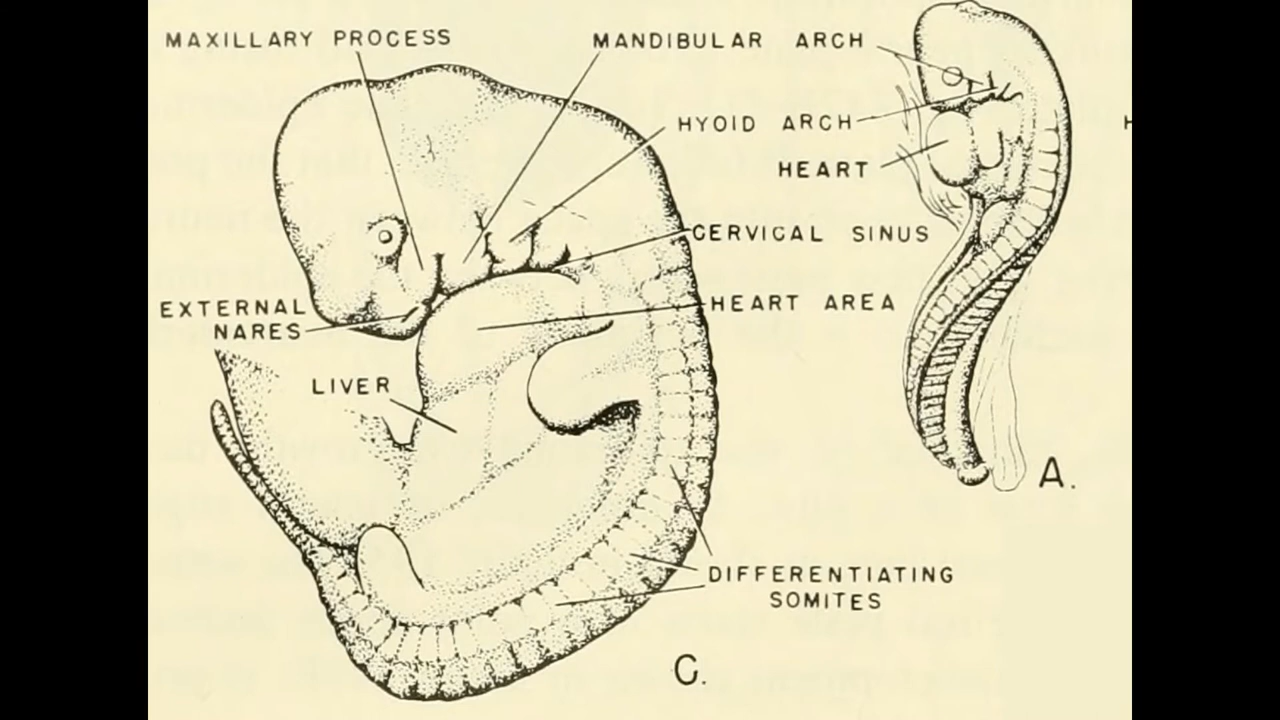 MAXILLARY PROCESS
MANDIBULAR ARCH
HYOID ARCH
HEART
CERVICAL SINUS
EXTERNAL
NARES
HEART AREA
LIVER
A.
DIFFERENTIATING
SOMITES
C.